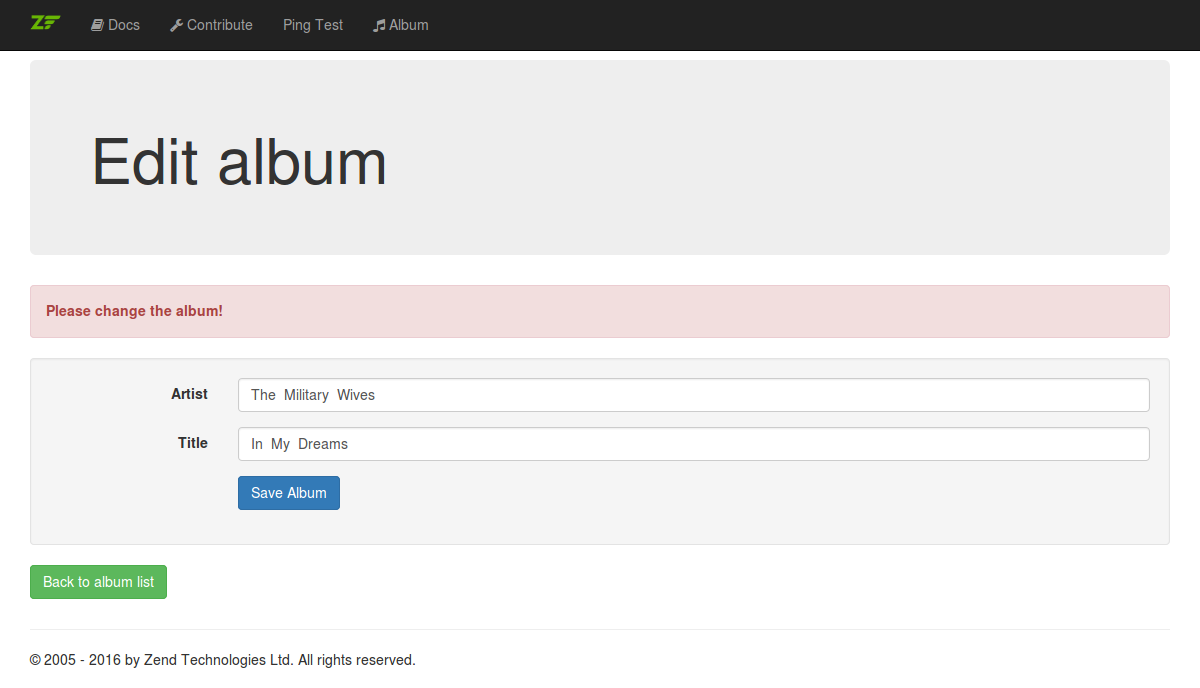 ZF Docs Contribute Ping Test Album
Edit album
Please change the album!
Artist The Military Wives
Title In My Dreams
Save Album
Back to album list
© 2005 - 2016 by Zend Technologies Ltd. All rights reserved.